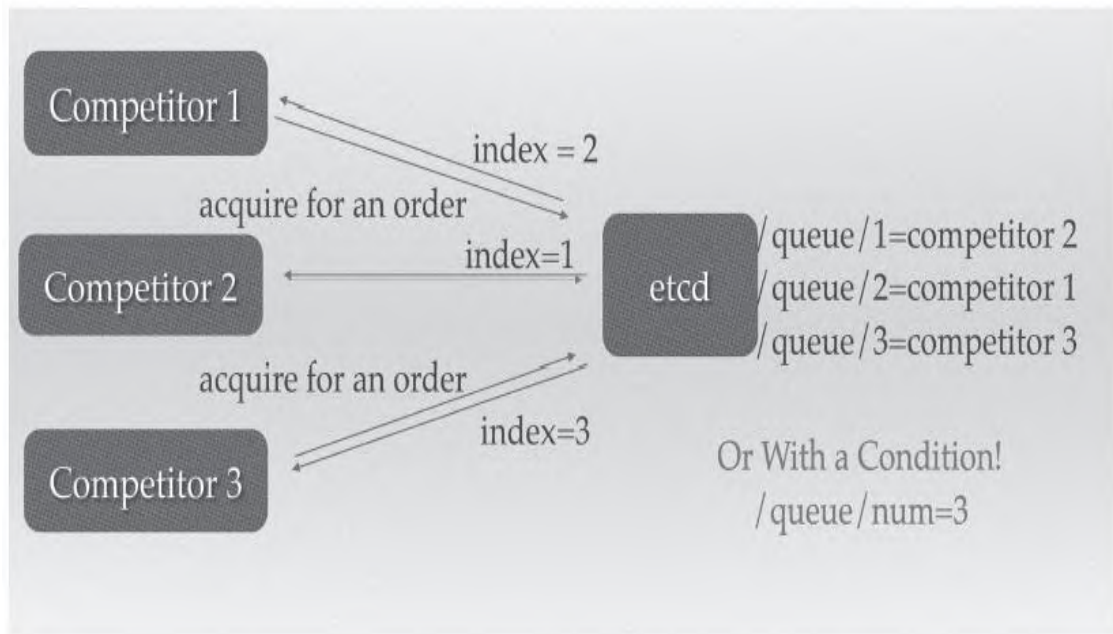 Competitor 1
index = 2
acquire for an order
Competitor 2
index=1
etcd
/queue/1=competitor 2
/queue/2=competitor 1
/queue/3=competitor 3
acquire for an order
index=3
Competitor 3
Or With a Condition!
/queue/num=3